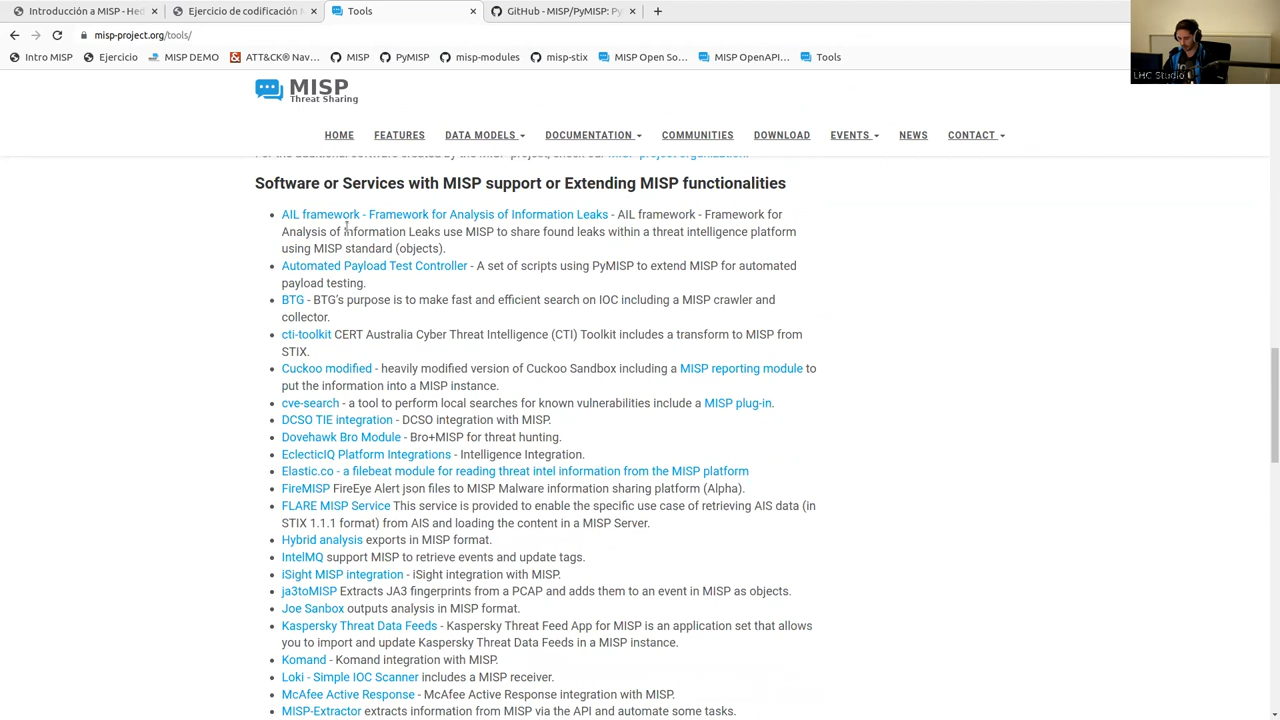 Introducción a MISP - Hed
Ejercicio de codificación M
Tools
GitHub - MISP/PyMISP: Py
misp-project.org/tools/
Intro MISP
Ejercicio
MISP DEMO
ATT&CK® Nav…
MISP
PyMISP
misp-modules
misp-stix
MISP Open So…
MISP OpenAPI…
Tools
LHC Studio
MISP
Threat Sharing
HOME
FEATURES
DATA MODELS
DOCUMENTATION
COMMUNITIES
DOWNLOAD
EVENTS
NEWS
CONTACT
For the additional software created by the MISP project, check our MISP-project organization.
Software or Services with MISP support or Extending MISP functionalities
AIL framework - Framework for Analysis of Information Leaks - AIL framework - Framework for
Analysis of Information Leaks use MISP to share found leaks within a threat intelligence platform
using MISP standard (objects).
Automated Payload Test Controller - A set of scripts using PyMISP to extend MISP for automated
payload testing.
BTG - BTG's purpose is to make fast and efficient search on IOC including a MISP crawler and
collector.
cti-toolkit CERT Australia Cyber Threat Intelligence (CTI) Toolkit includes a transform to MISP from
STIX.
Cuckoo modified - heavily modified version of Cuckoo Sandbox including a MISP reporting module to
put the information into a MISP instance.
cve-search - a tool to perform local searches for known vulnerabilities include a MISP plug-in.
DCSO TIE integration - DCSO integration with MISP.
Dovehawk Bro Module - Bro+MISP for threat hunting.
EclecticIQ Platform Integrations - Intelligence Integration.
Elastic.co - a filebeat module for reading threat intel information from the MISP platform
FireMISP FireEye Alert json files to MISP Malware information sharing platform (Alpha).
FLARE MISP Service This service is provided to enable the specific use case of retrieving AIS data (in
STIX 1.1.1 format) from AIS and loading the content in a MISP Server.
Hybrid analysis exports in MISP format.
IntelMQ support MISP to retrieve events and update tags.
iSight MISP integration - iSight integration with MISP.
ja3toMISP Extracts JA3 fingerprints from a PCAP and adds them to an event in MISP as objects.
Joe Sanbox outputs analysis in MISP format.
Kaspersky Threat Data Feeds - Kaspersky Threat Feed App for MISP is an application set that allows
you to import and update Kaspersky Threat Data Feeds in a MISP instance.
Komand - Komand integration with MISP.
Loki - Simple IOC Scanner includes a MISP receiver.
McAfee Active Response - McAfee Active Response integration with MISP.
MISP-Extractor extracts information from MISP via the API and automate some tasks.